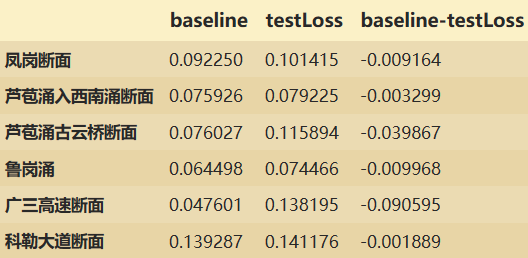 baseline testLoss baseline-testLoss
凤岗断面 0.092250 0.101415 -0.009164
芦苞涌入西南涌断面 0.075926 0.079225 -0.003299
芦苞涌古云桥断面 0.076027 0.115894 -0.039867
鲁岗涌 0.064498 0.074466 -0.009968
广三高速断面 0.047601 0.138195 -0.090595
科勒大道断面 0.139287 0.141176 -0.001889